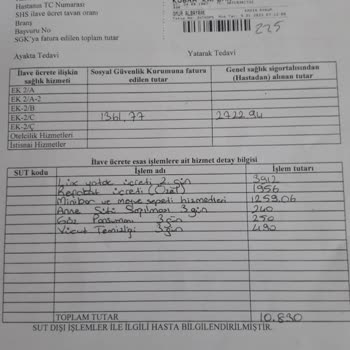 Hastanın TC Numarası
SHS ilave ücret tavan oranı
Branş
Başvuru No
SGK'ya fatura edilen toplam tutar
225
Ayakta Tedavi
Yatarak Tedavi
İlave ücrete ilişkin sağlık hizmeti
Sosyal Güvenlik Kurumuna fatura edilen tutar
Genel sağlık sigortalısından (Hastadan) alınan tutar
EK 2/A
EK 2/A-2
EK-2/B
EK-2/C 1361,77 2722.94
EK-2/Ç
Otelcilik Hizmetleri
İstisnai Hizmetler
İlave ücrete esas işlemlere ait hizmet detay bilgisi
SUT kodu İşlem adı İşlem tutarı
Lüx yatak ücreti 2 gün 3912
Refakat ücreti (Özel) 1956
Minibar ve meyve sepeti hizmetleri 1259.06
Anne Sütü Sağılması 3 gün 240
Göz Pansumanı 3 gün 250
Vücut Temizliği 3 gün 490
TOPLAM TUTAR 10.830
SUT DIŞI İŞLEMLER İLE İLGİLİ HASTA BİLGİLENDİRİLMİŞTİR.